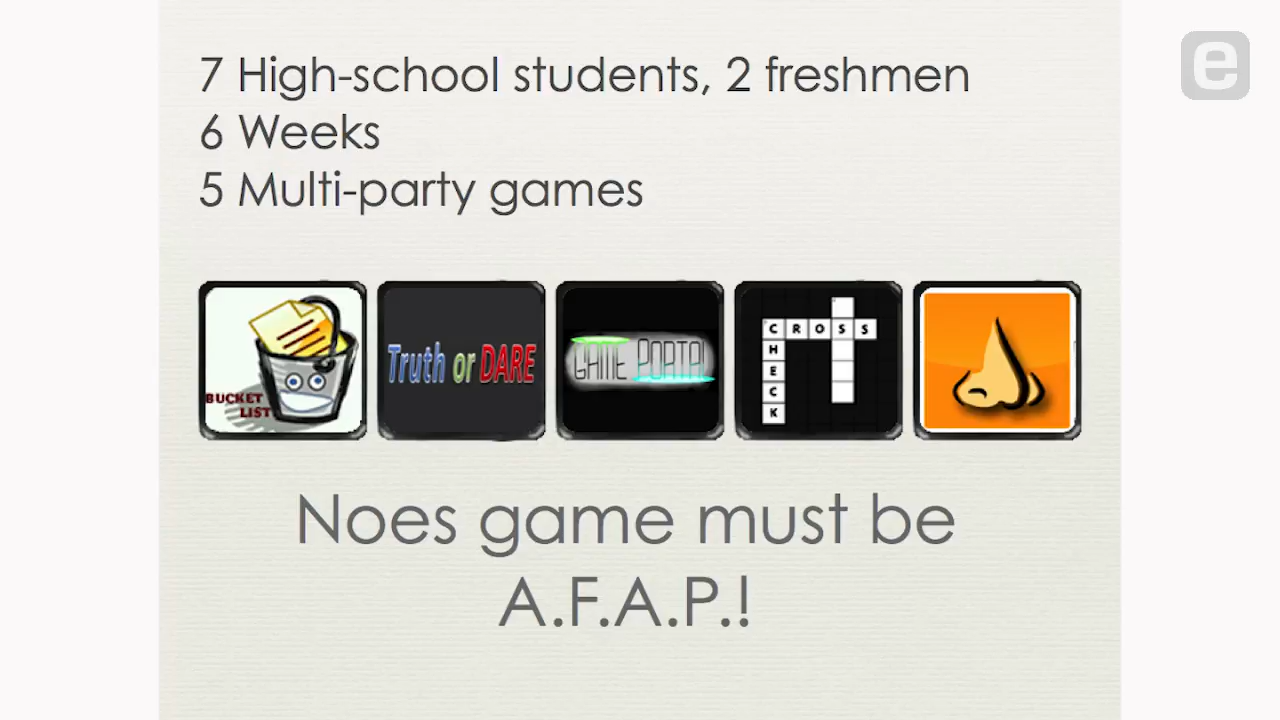 7 High-school students, 2 freshmen
6 Weeks
5 Multi-party games
BUCKET
LIST
Truth or DARE
GAME PORTAL
CROSS
CHECK
Noes game must be
A.F.A.P.!
e